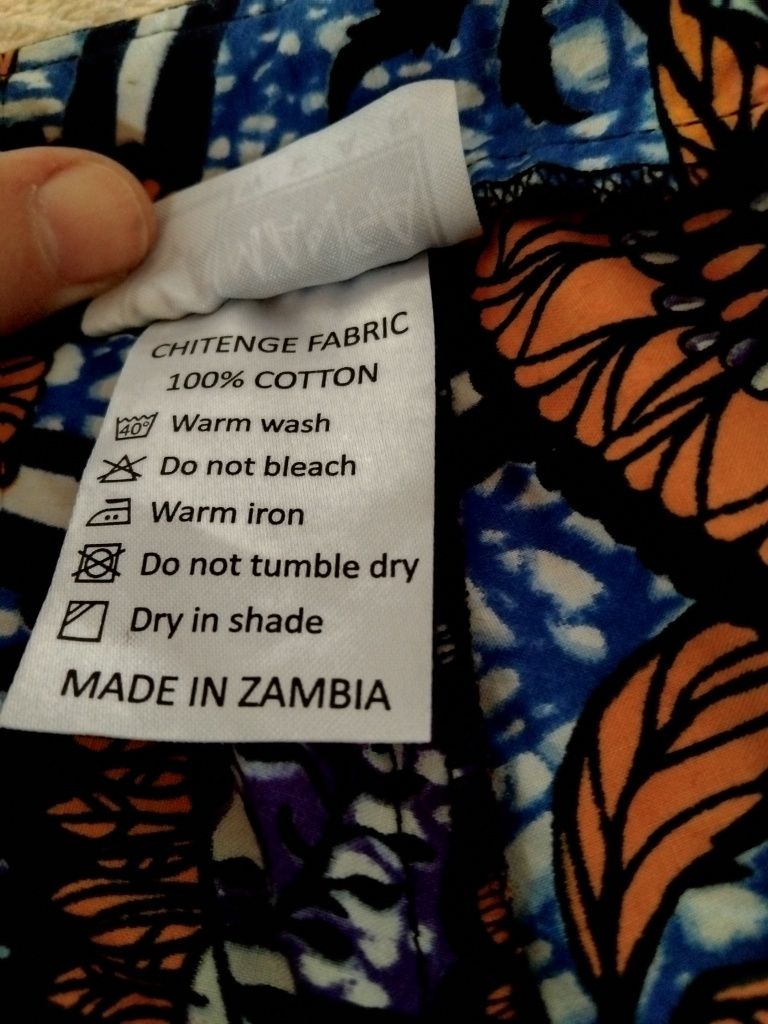 CHITENGE FABRIC
100% COTTON
40° Warm wash
Do not bleach
Warm iron
Do not tumble dry
Dry in shade
MADE IN ZAMBIA